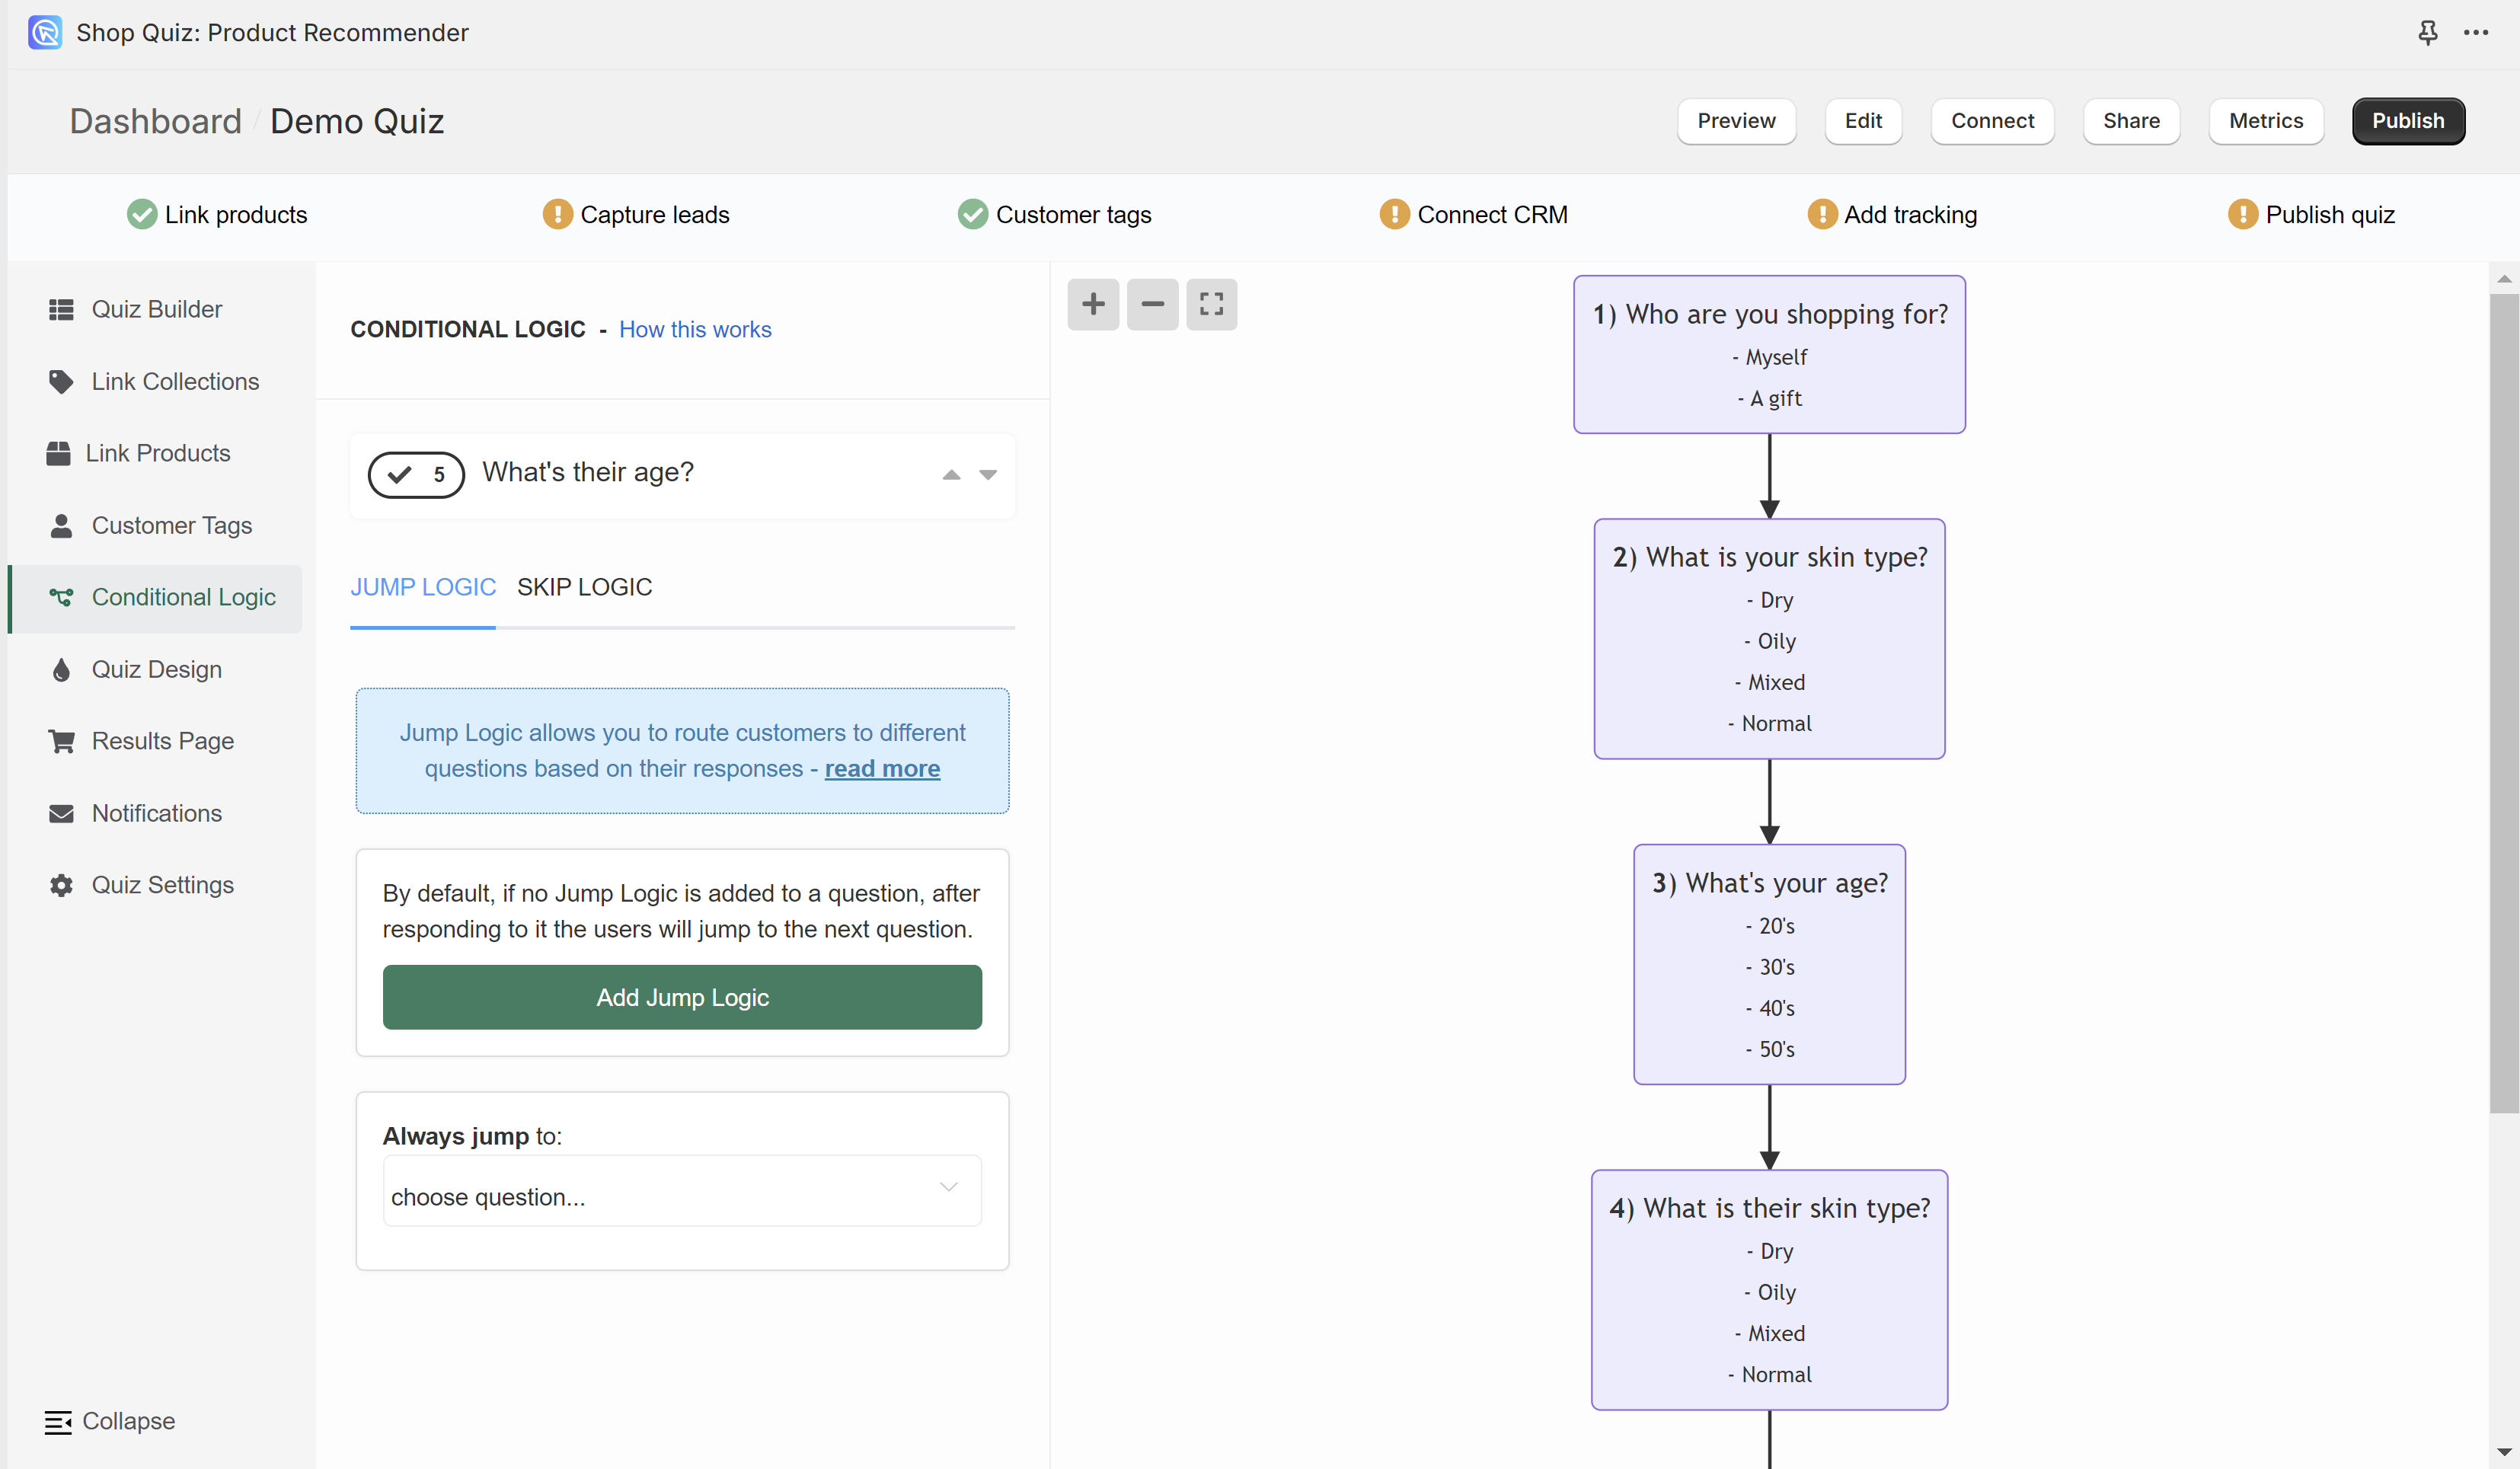 Shop Quiz: Product Recommender
Dashboard / Demo Quiz
Preview
Edit
Connect
Share
Metrics
Publish
Link products
Capture leads
Customer tags
Connect CRM
Add tracking
Publish quiz
Quiz Builder
Link Collections
Link Products
Customer Tags
Conditional Logic
Quiz Design
Results Page
Notifications
Quiz Settings
Collapse
CONDITIONAL LOGIC - How this works
5 What's their age?
JUMP LOGIC SKIP LOGIC
Jump Logic allows you to route customers to different
questions based on their responses - read more
By default, if no Jump Logic is added to a question, after
responding to it the users will jump to the next question.
Add Jump Logic
Always jump to:
choose question...
1) Who are you shopping for?
- Myself
- A gift
2) What is your skin type?
- Dry
- Oily
- Mixed
- Normal
3) What's your age?
- 20's
- 30's
- 40's
- 50's
4) What is their skin type?
- Dry
- Oily
- Mixed
- Normal